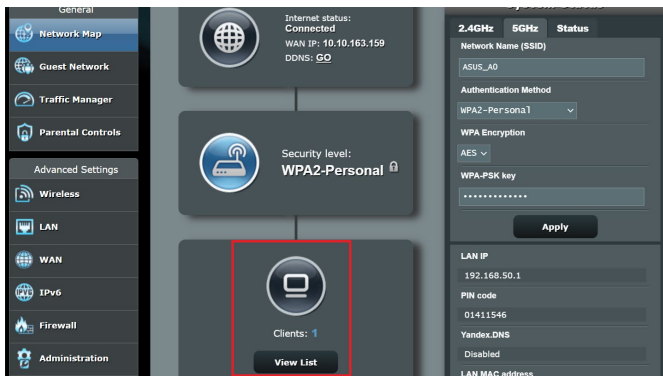 General
Network Map
Guest Network
Traffic Manager
Parental Controls
Advanced Settings
Wireless
LAN
WAN
IPv6
Firewall
Administration
Internet status:
Connected
WAN IP: 10.10.163.159
DDNS: GO
Security level:
WPA2-Personal
Clients: 1
View List
System Status
2.4GHz 5GHz Status
Network Name (SSID)
ASUS_A0
Authentication Method
WPA2-Personal
WPA Encryption
AES
WPA-PSK key
•••••••••••••
Apply
LAN IP
192.168.50.1
PIN code
01411546
Yandex.DNS
Disabled
LAN MAC address